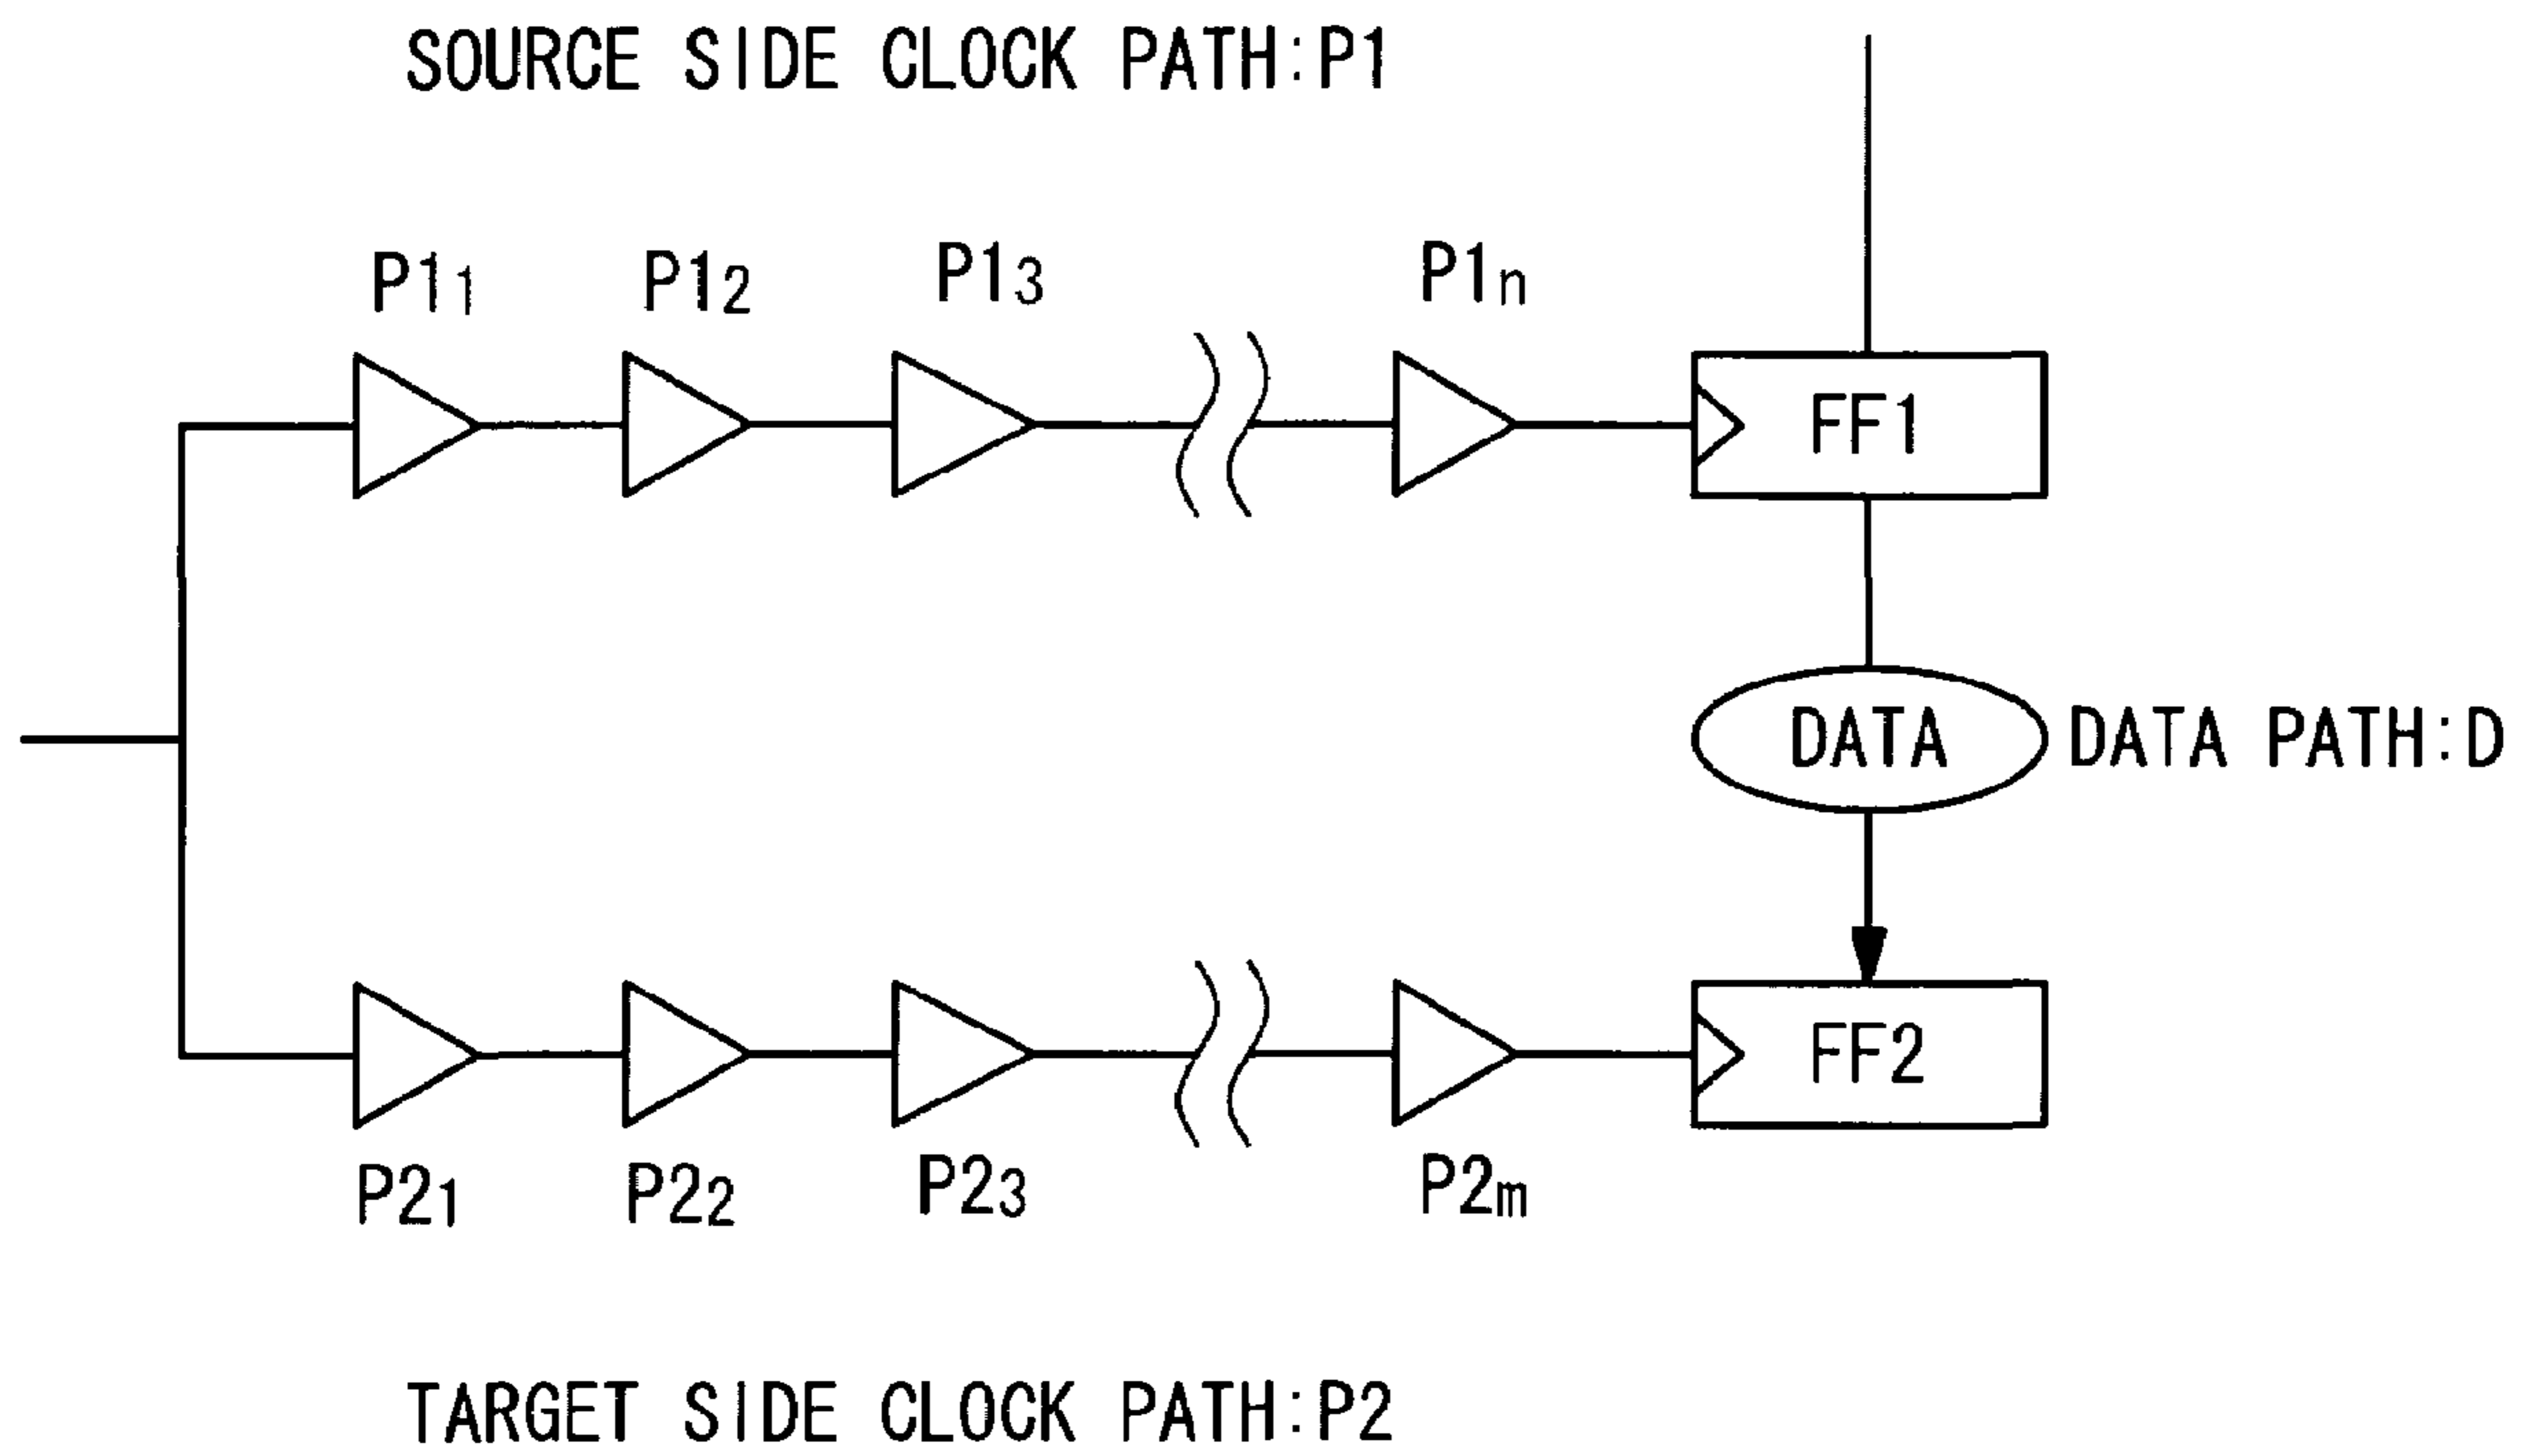 SOURCE SIDE CLOCK PATH:P1
P11 P12 P13 P1n
FF1
DATA DATA PATH:D
FF2
P21 P22 P23 P2m
TARGET SIDE CLOCK PATH:P2